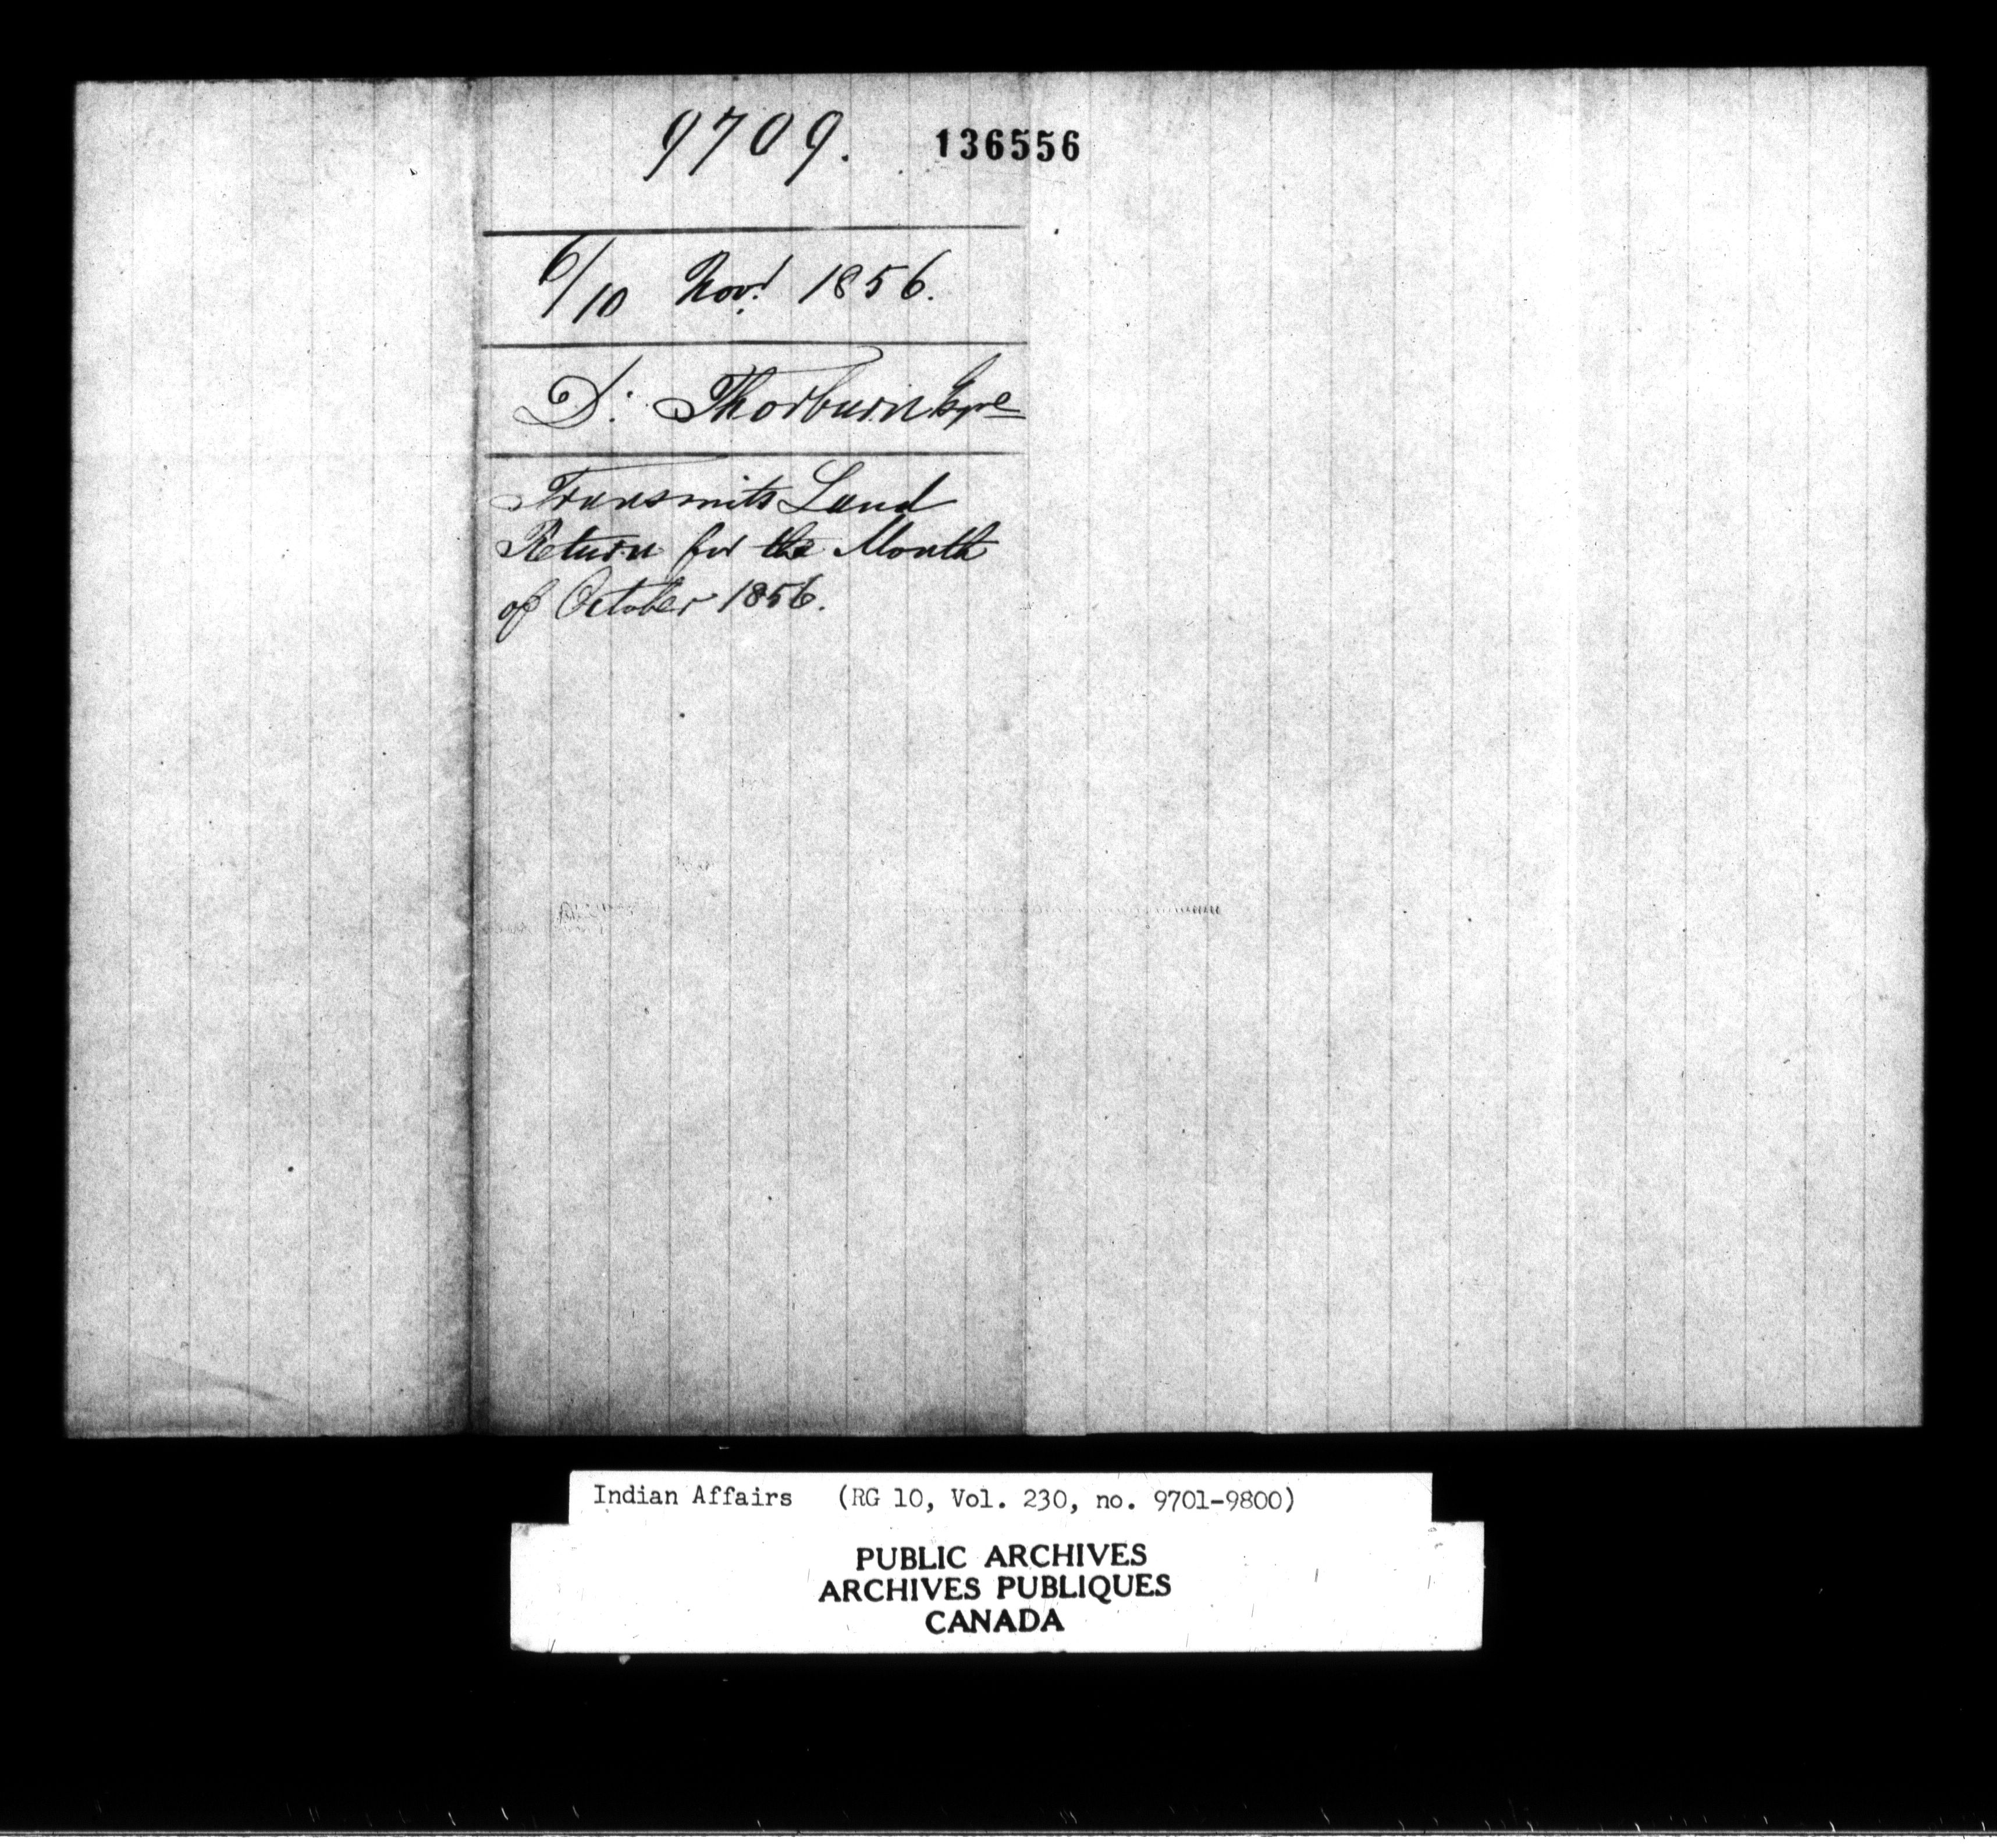 9709.
136556
6/10 Novr 1856.
D: Thorburn Esqre
Transmits Land
Return for the Month
of October 1856.
Indian Affairs (RG 10, Vol. 230, no. 9701-9800)
PUBLIC ARCHIVES
ARCHIVES PUBLIQUES
CANADA